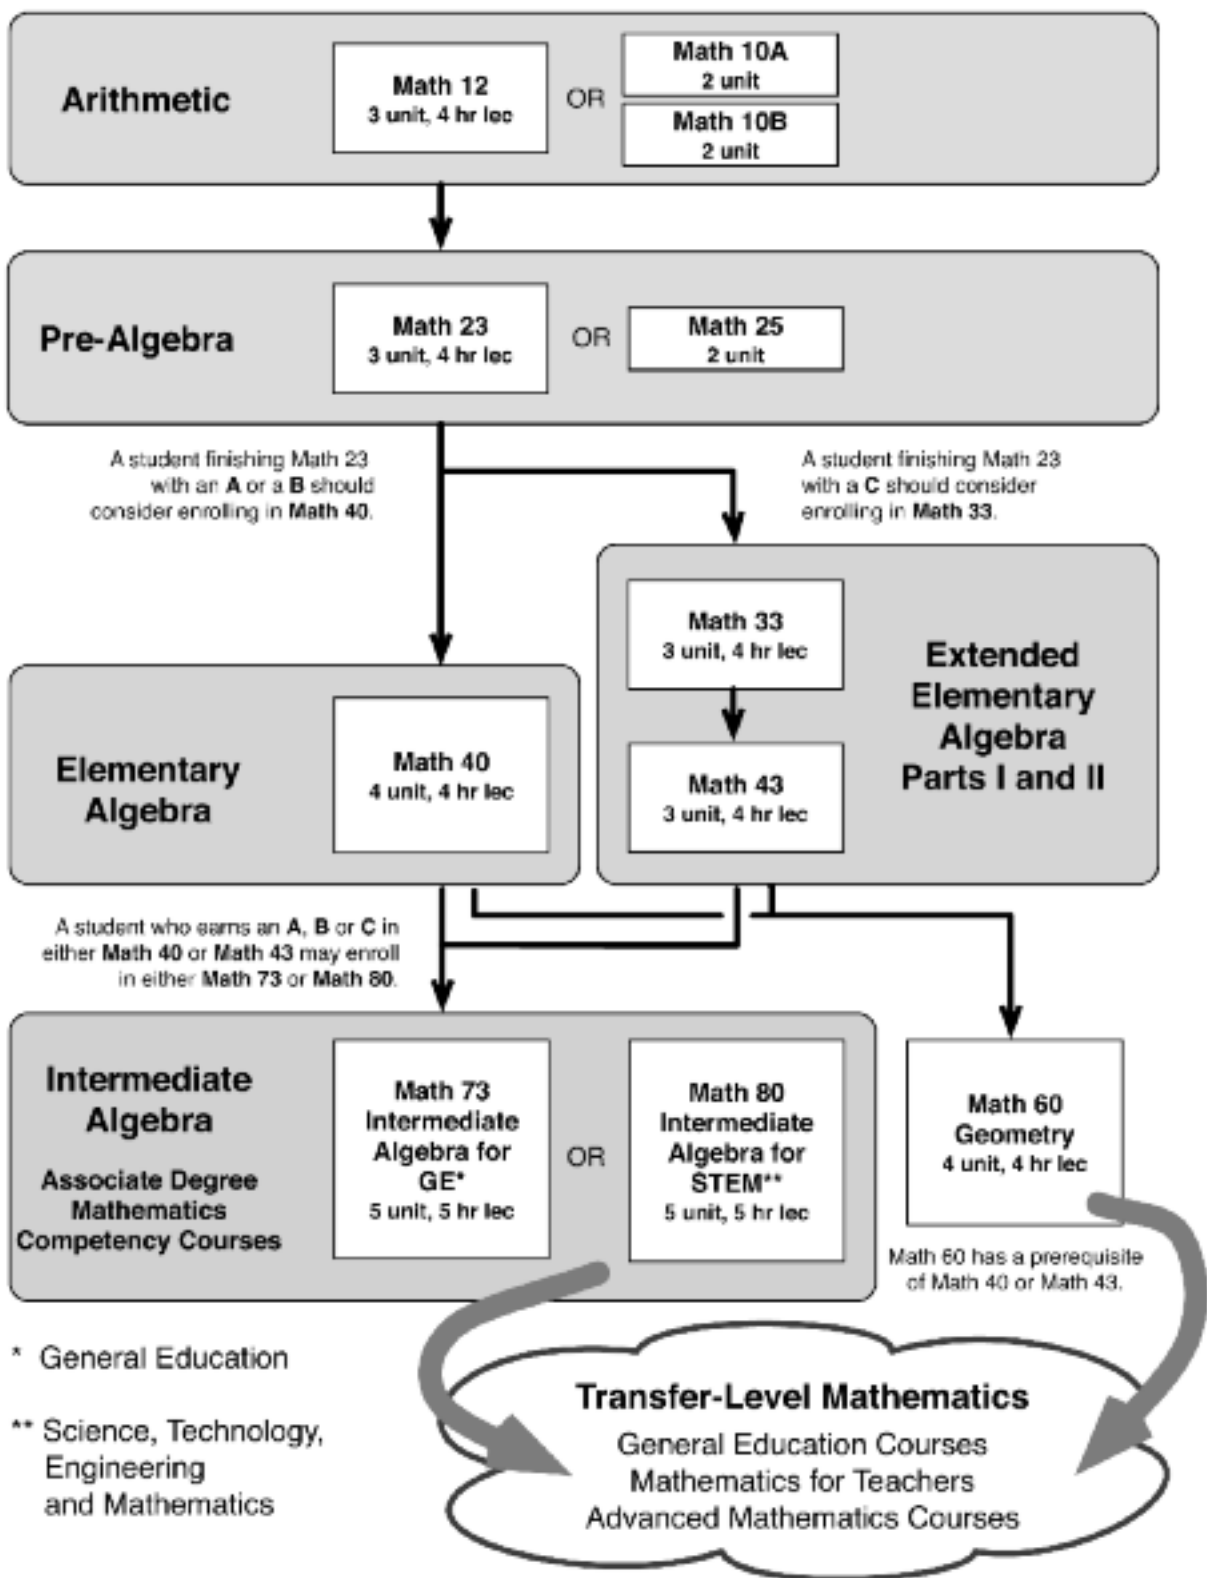 Arithmetic
Math 12
3 unit, 4 hr lec
OR
Math 10A
2 unit
Math 10B
2 unit
Pre-Algebra
Math 23
3 unit, 4 hr lec
OR
Math 25
2 unit
A student finishing Math 23
with an A or a B should
consider enrolling in Math 40.
A student finishing Math 23
with a C should consider
enrolling in Math 33.
Elementary
Algebra
Math 40
4 unit, 4 hr lec
Math 33
3 unit, 4 hr lec
Math 43
3 unit, 4 hr lec
Extended
Elementary
Algebra
Parts I and II
A student who earns an A, B or C in
either Math 40 or Math 43 may enroll
in either Math 73 or Math 80.
Intermediate
Algebra
Associate Degree
Mathematics
Competency Courses
Math 73
Intermediate
Algebra for
GE*
5 unit, 5 hr lec
OR
Math 80
Intermediate
Algebra for
STEM**
5 unit, 5 hr lec
Math 60
Geometry
4 unit, 4 hr lec
Math 60 has a prerequisite
of Math 40 or Math 43.
* General Education
** Science, Technology,
Engineering
and Mathematics
Transfer-Level Mathematics
General Education Courses
Mathematics for Teachers
Advanced Mathematics Courses